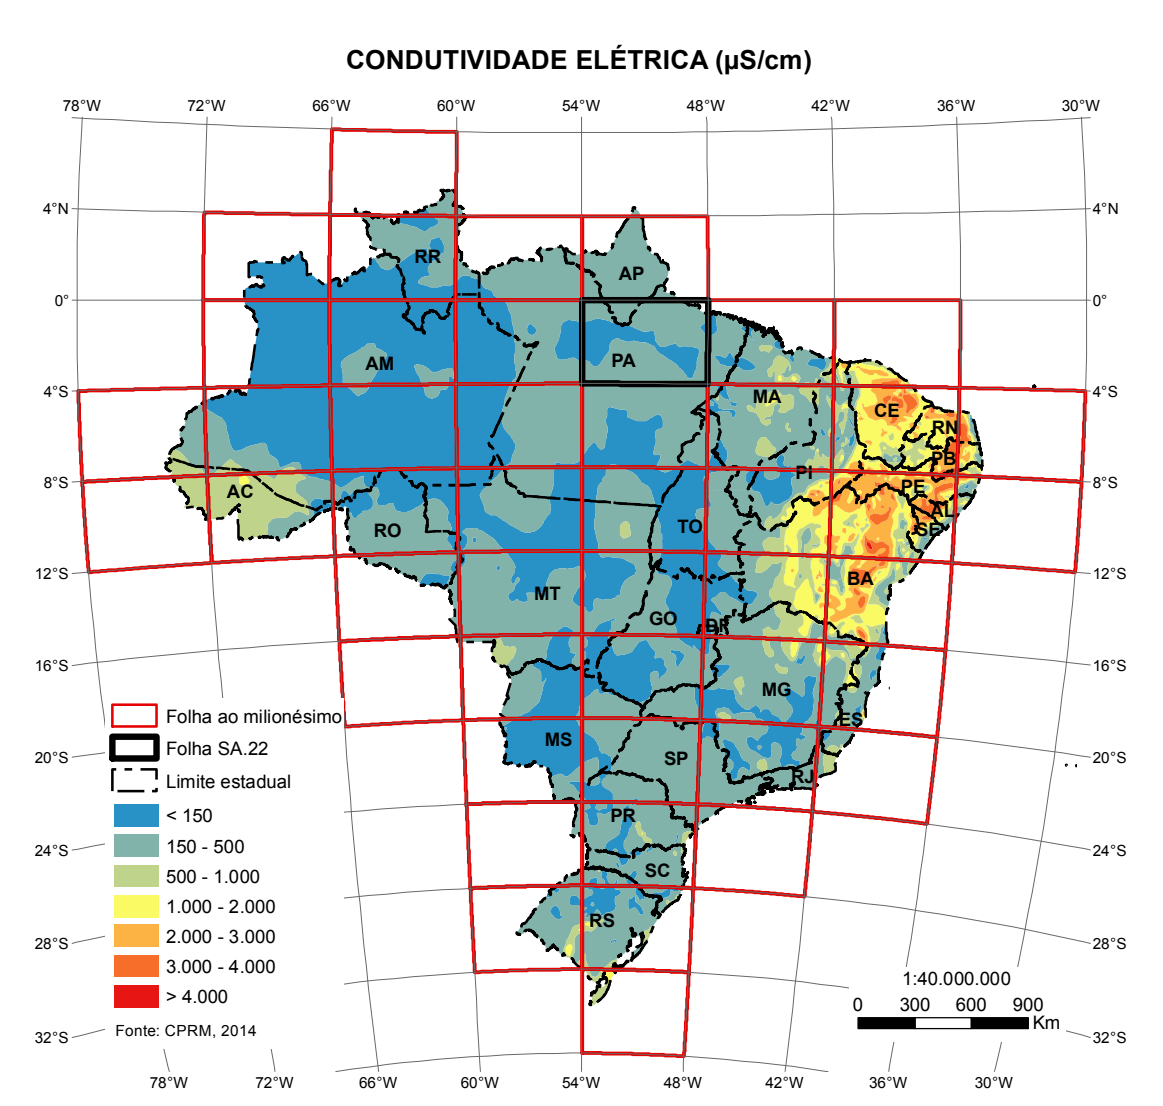 CONDUTIVIDADE ELÉTRICA (µS/cm)
78°W 72°W 66°W 60°W 54°W 48°W 42°W 36°W 30°W
4°N 4°N
RR
AP
0° 0°
AM PA
MA
4°S 4°S
CE
RN
PB
PI
8°S 8°S
AC PE
AL
RO TO SE
12°S 12°S
BA
MT
GO DF
16°S 16°S
MG
ES
Folha ao milionésimo
Folha SA.22
MS
20°S 20°S
SP
RJ
Limite estadual
< 150
PR
150 - 500
24°S 24°S
SC
500 - 1.000
1.000 - 2.000
RS
2.000 - 3.000
28°S 28°S
3.000 - 4.000
> 4.000
1:40.000.000
0 300 600 900
Km
Fonte: CPRM, 2014
32°S 32°S
78°W 72°W 66°W 60°W 54°W 48°W 42°W 36°W 30°W